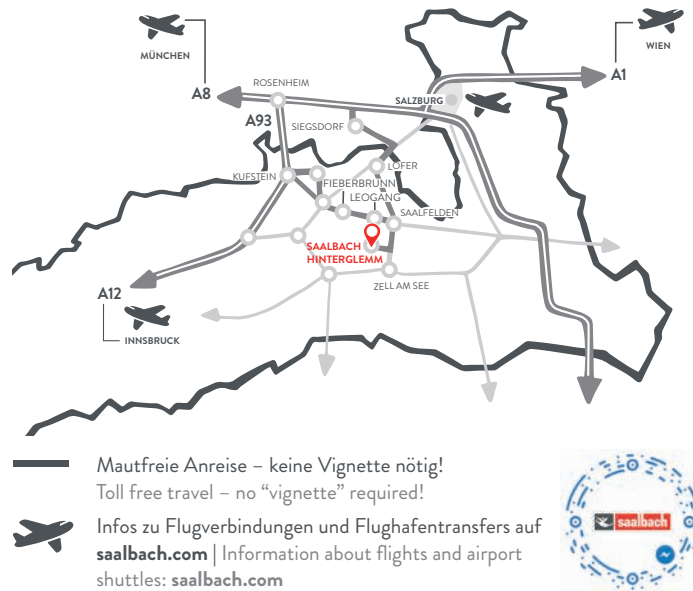 MÜNCHEN
WIEN
A8
A1
ROSENHEIM
SALZBURG
A93
SIEGSDORF
LOFER
KUFSTEIN
FIEBERBRUNN
LEOGANG
SAALFELDEN
SAALBACH
HINTERGLEMM
ZELL AM SEE
A12
INNSBRUCK
Mautfreie Anreise – keine Vignette nötig!
Toll free travel – no “vignette” required!
Infos zu Flugverbindungen und Flughafentransfers auf
saalbach.com | Information about flights and airport
shuttles: saalbach.com
saalbach